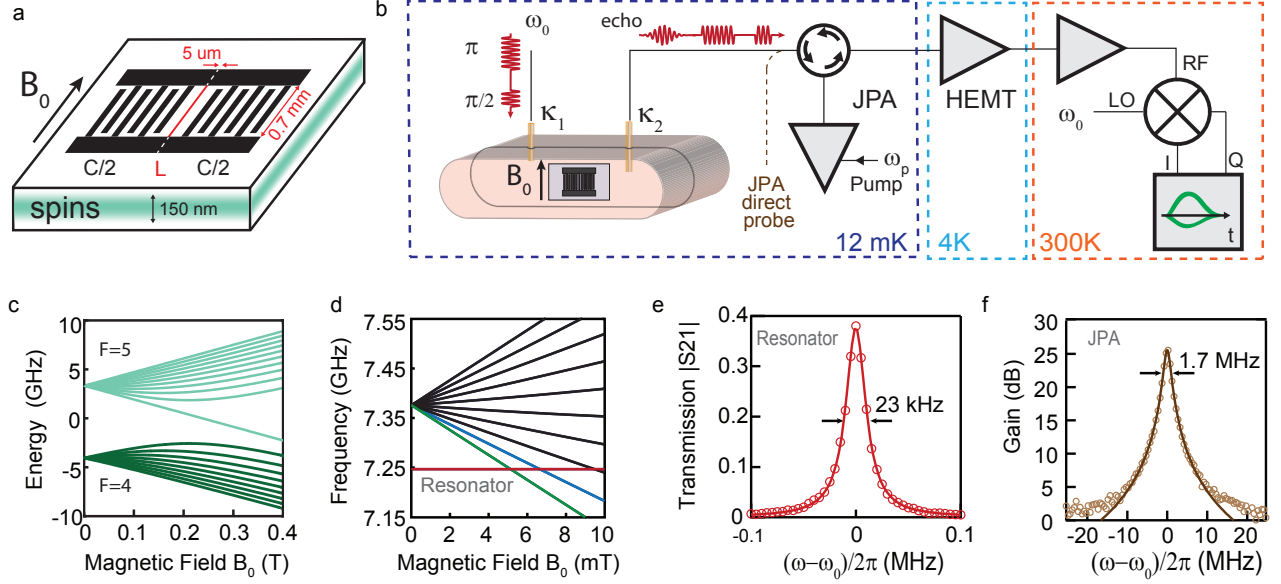 a
5 um
B0
0.7 mm
C/2
L
C/2
spins
150 nm
b
π
ω0
π/2
κ1
echo
κ2
B0
JPA
ωp
Pump
JPA
direct
probe
12 mK
HEMT
4K
RF
LO
ω0
I
Q
t
300K
c
Energy (GHz)
10
5
0
-5
-10
F=5
F=4
0
0.1
0.2
0.3
0.4
Magnetic Field B0 (T)
d
Frequency (GHz)
7.55
7.45
7.35
7.25
7.15
Resonator
0
2
4
6
8
10
Magnetic Field B0 (mT)
e
Transmission |S21|
0.4
0.3
0.2
0.1
0
Resonator
23 kHz
-0.1
0
0.1
(ω-ω0)/2π (MHz)
f
Gain (dB)
30
25
20
15
10
5
0
JPA
1.7 MHz
-20
-10
0
10
20
(ω-ω0)/2π (MHz)